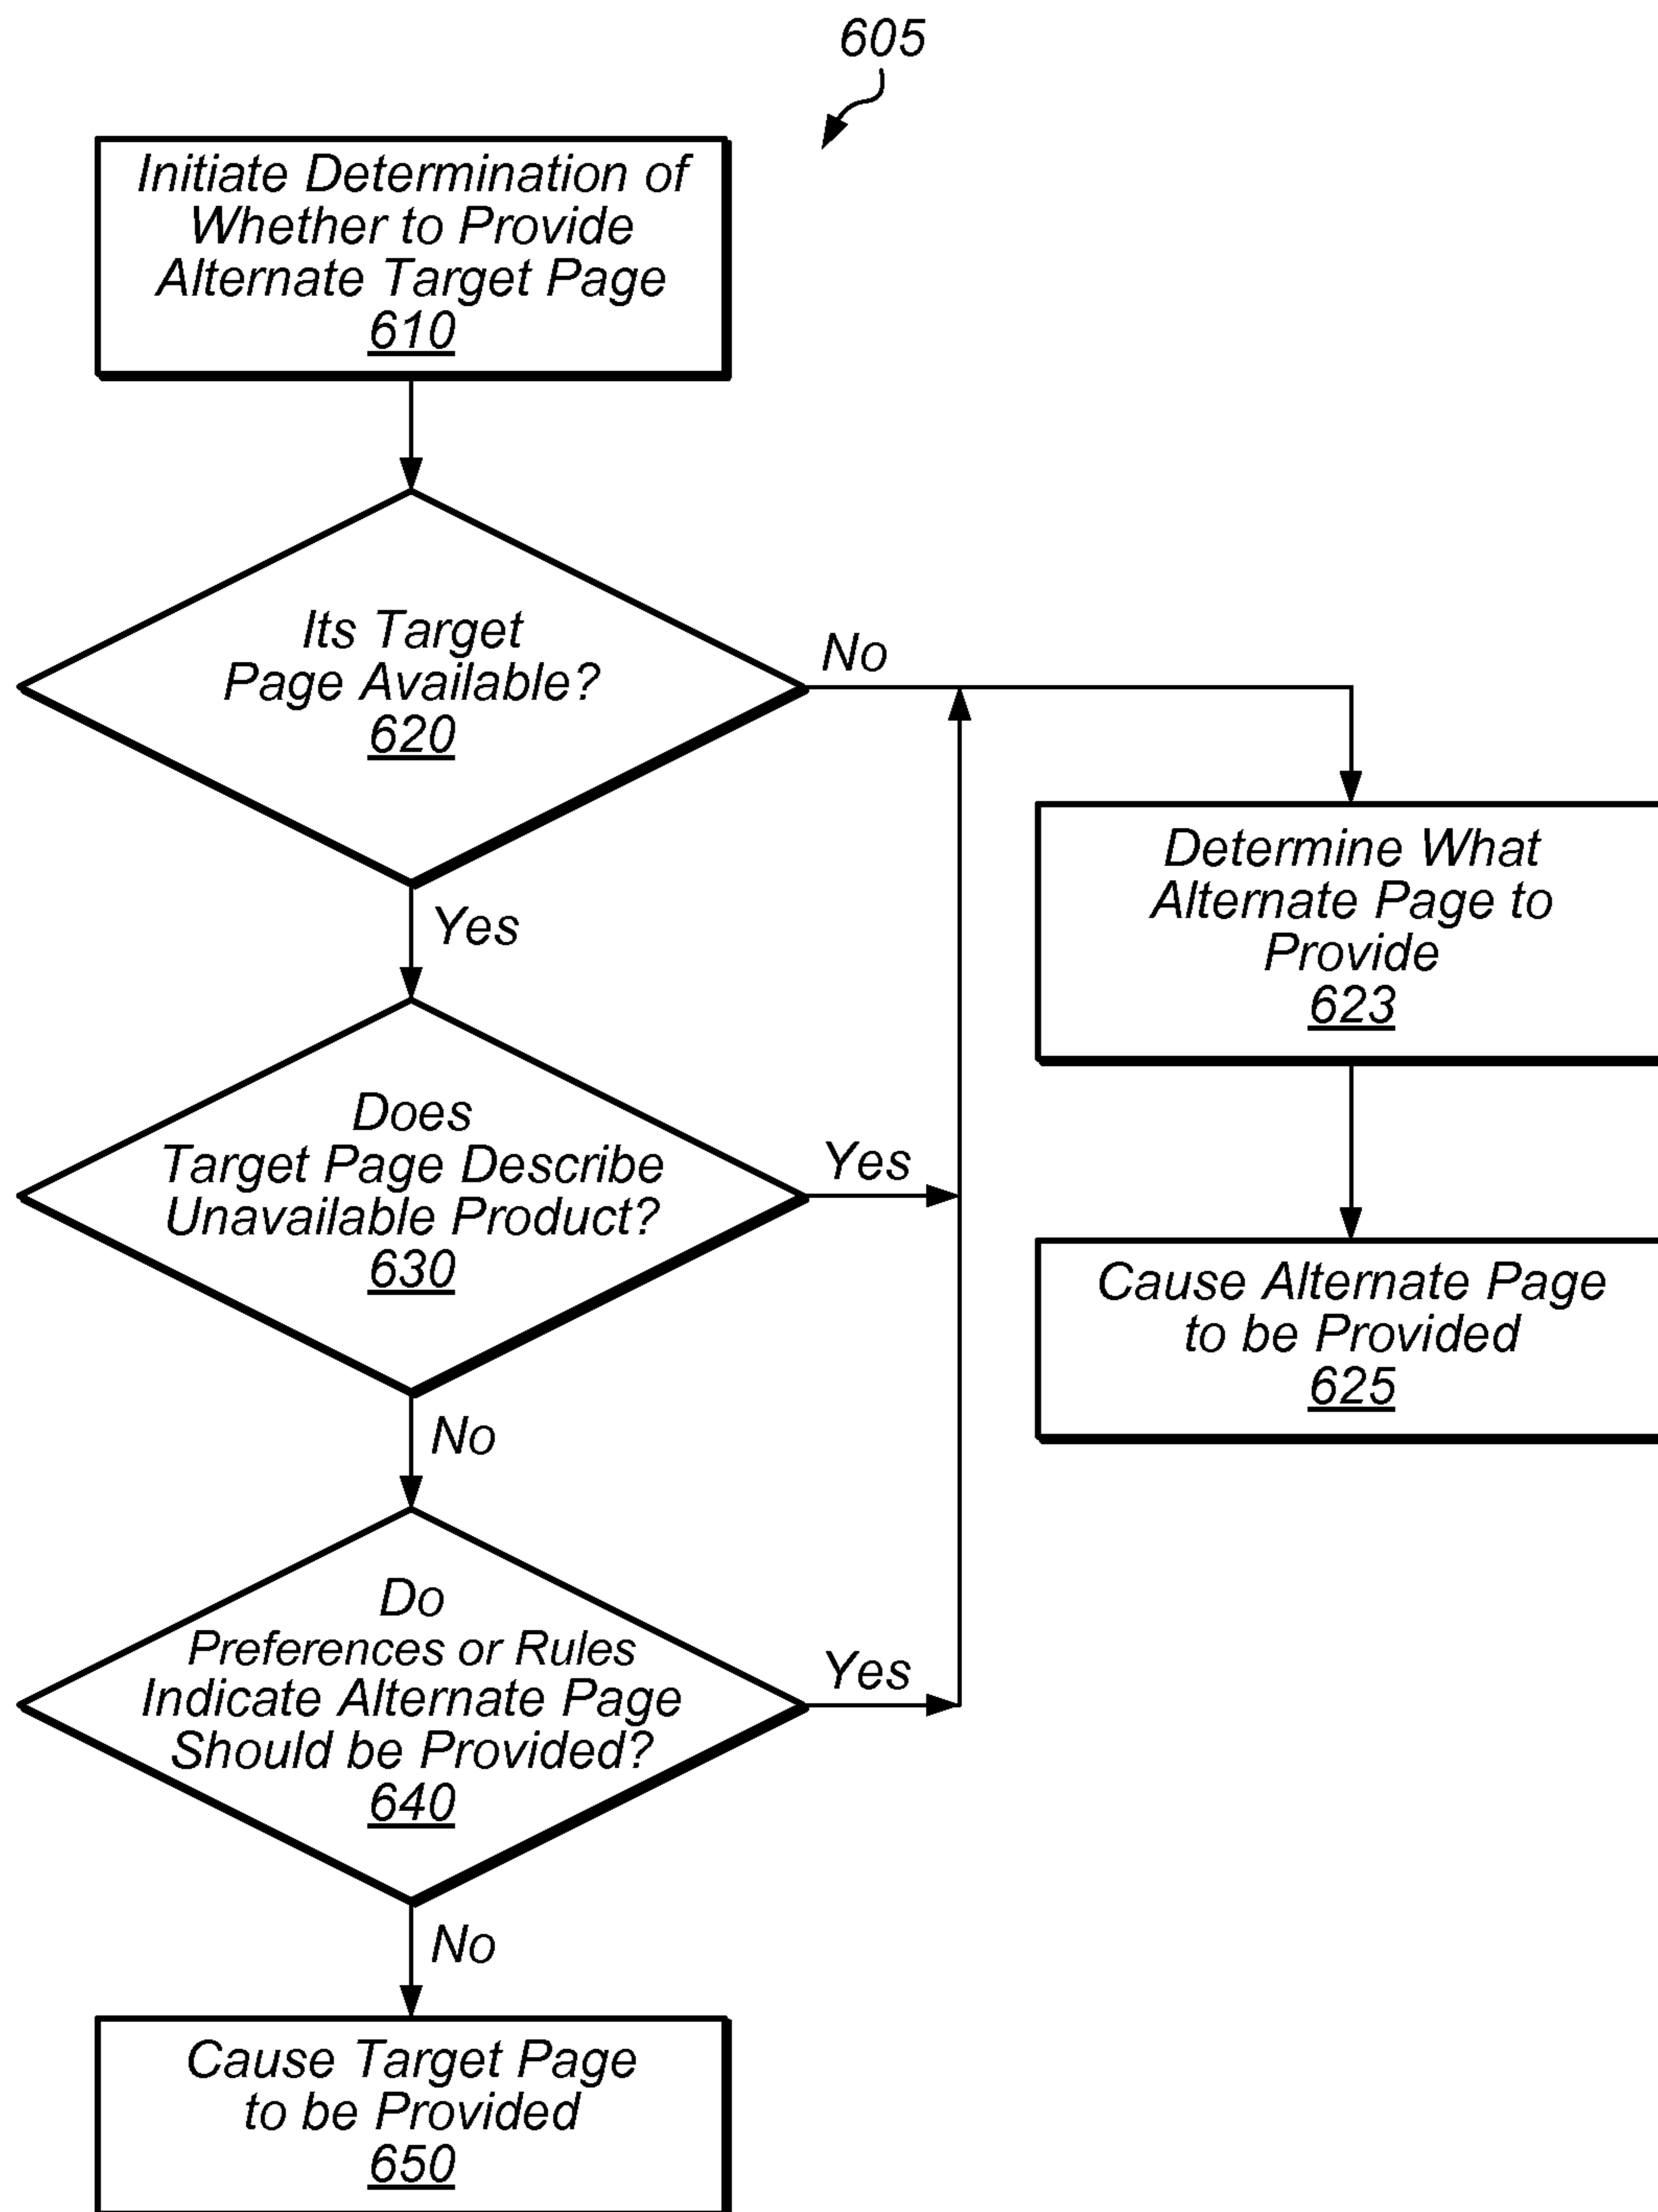 605
Initiate Determination of
Whether to Provide
Alternate Target Page
610
Its Target
Page Available?
620
No
Yes
Determine What
Alternate Page to
Provide
623
Does
Target Page Describe
Unavailable Product?
630
Yes
No
Cause Alternate Page
to be Provided
625
Do
Preferences or Rules
Indicate Alternate Page
Should be Provided?
640
Yes
No
Cause Target Page
to be Provided
650